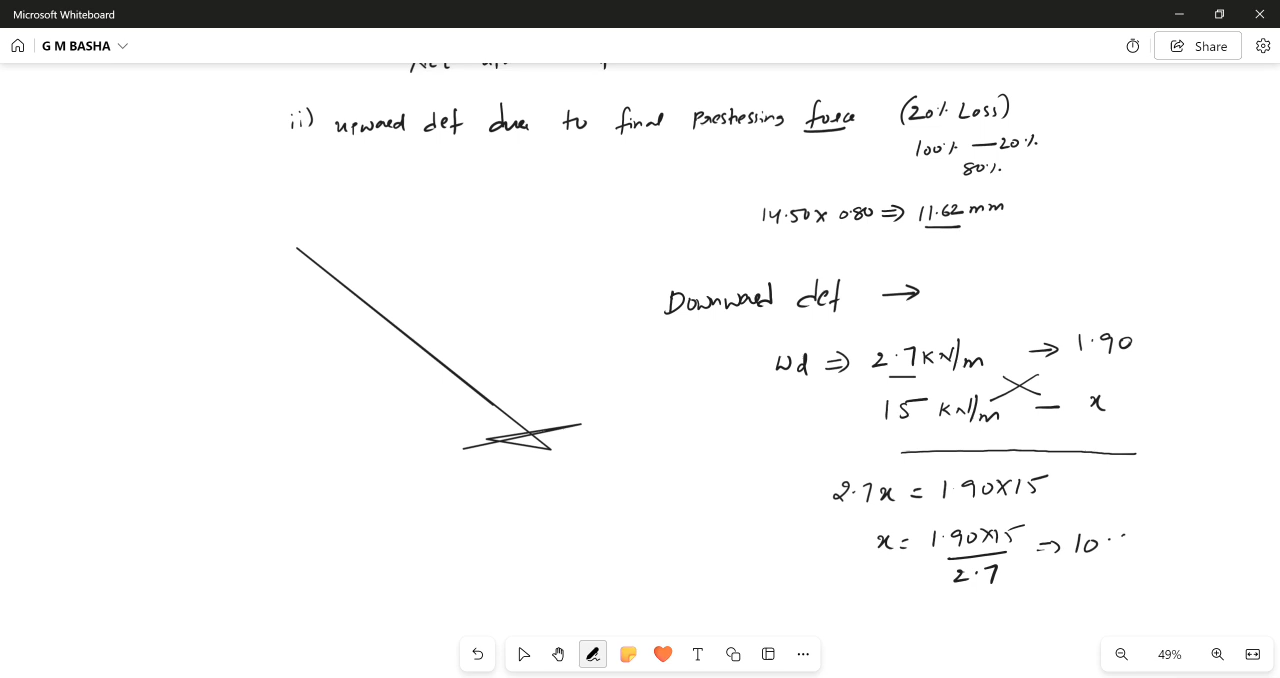 Microsoft Whiteboard
G M BASHA
Share
ii) upward def due to final prestressing force (20% Loss)
100% — 20%
80%.
14.50 x 0.80 ⇒ 11.62 mm
Downward def →
Wd ⇒ 2.7 KN/m → 1.90
15 KN/m — x
2.7x = 1.90X15
x = 1.90X15 ⇒ 10..
2.7
49%